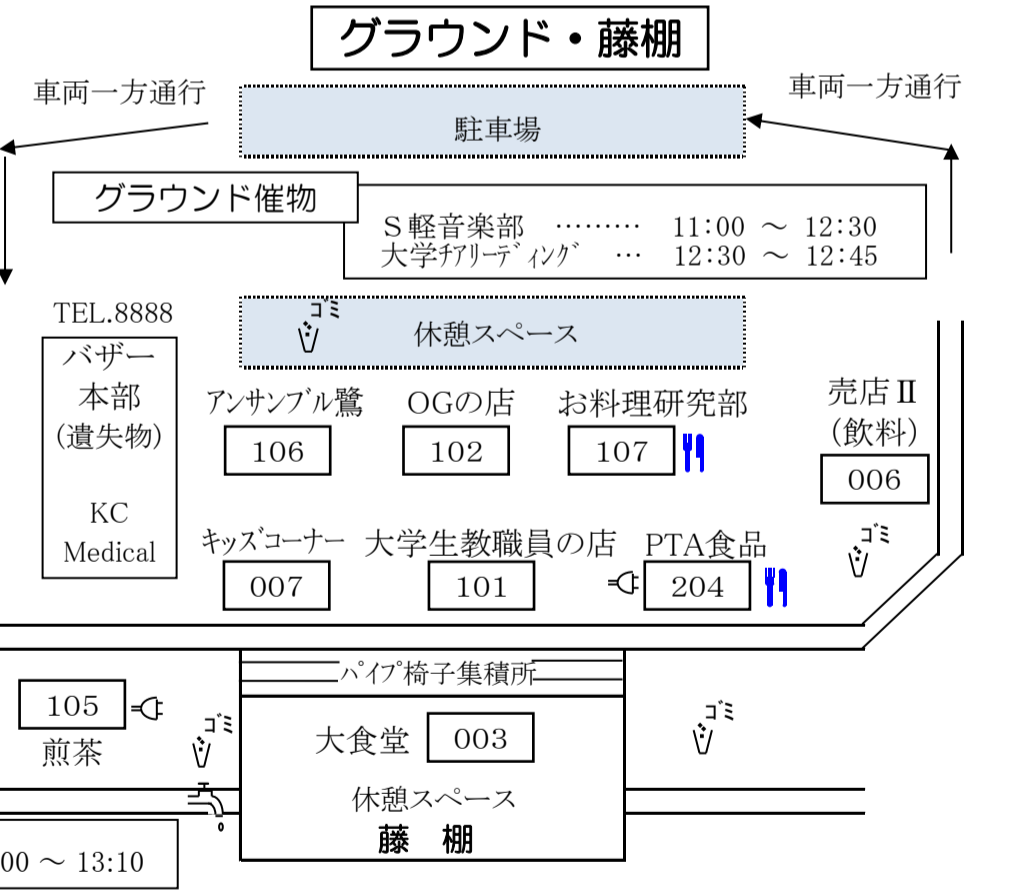 グラウンド・藤棚
車両一方通行
車両一方通行
駐車場
グラウンド催物
Ｓ軽音楽部 ……… 11:00 ～ 12:30
大学ﾁｱﾘｰﾃﾞｨﾝｸﾞ … 12:30 ～ 12:45
TEL.8888
バザー
本部
(遺失物)
KC
Medical
ゴミ
休憩スペース
ｱﾝｻﾝﾌﾞﾙ鷺
106
OGの店
102
お料理研究部
107
売店Ⅱ
(飲料)
006
ゴミ
ｷｯｽﾞｺｰﾅｰ
007
大学生教職員の店
101
PTA食品
204
ﾊﾟｲﾌﾟ椅子集積所
105
煎茶
ゴミ
大食堂 003
ゴミ
休憩スペース
藤 棚
00 ～ 13:10